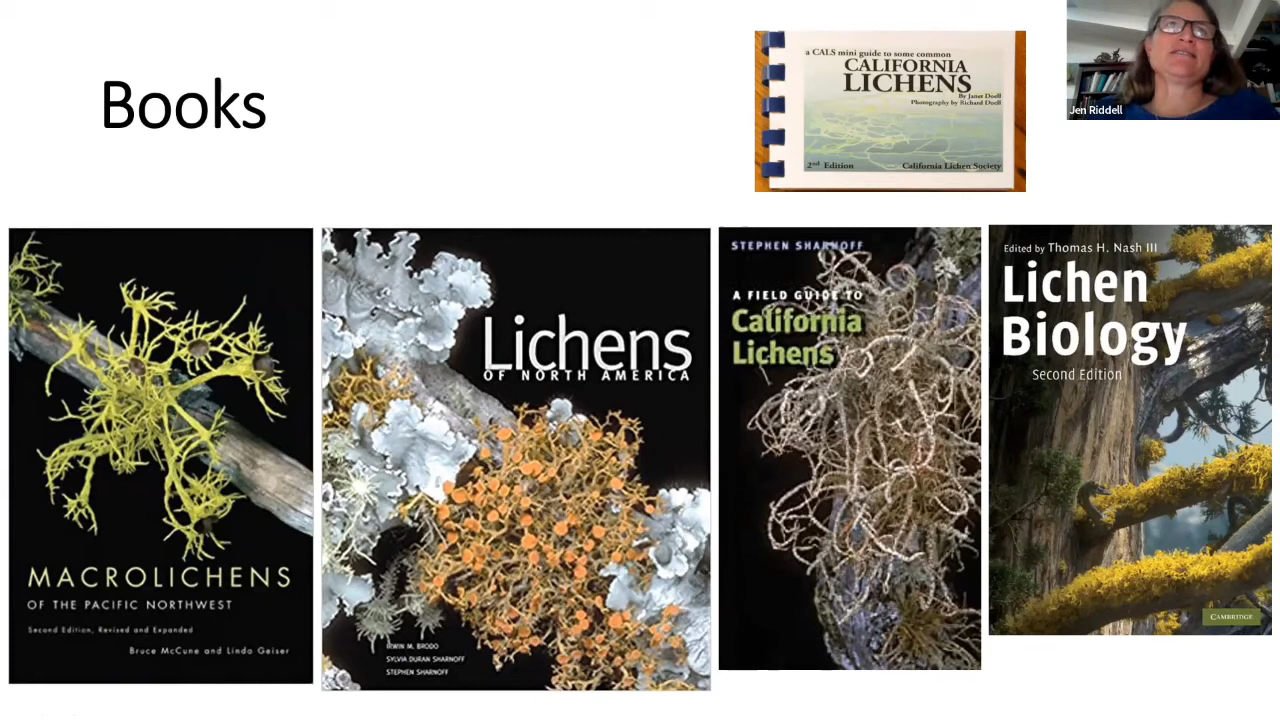 Books
a CALS mini guide to some common
CALIFORNIA
LICHENS
By Janet Doell
Photography by Richard Doell
2nd Edition
California Lichen Society
Jen Riddell
MACROLICHENS
OF THE PACIFIC NORTHWEST
Second Edition, Revised and Expanded
Bruce McCune and Linda Geiser
Lichens
OF NORTH AMERICA
IRWIN M. BRODO
SYLVIA DURAN SHARNOFF
STEPHEN SHARNOFF
STEPHEN SHARNOFF
A FIELD GUIDE TO
California
Lichens
Edited by Thomas H. Nash III
Lichen
Biology
Second Edition
CAMBRIDGE